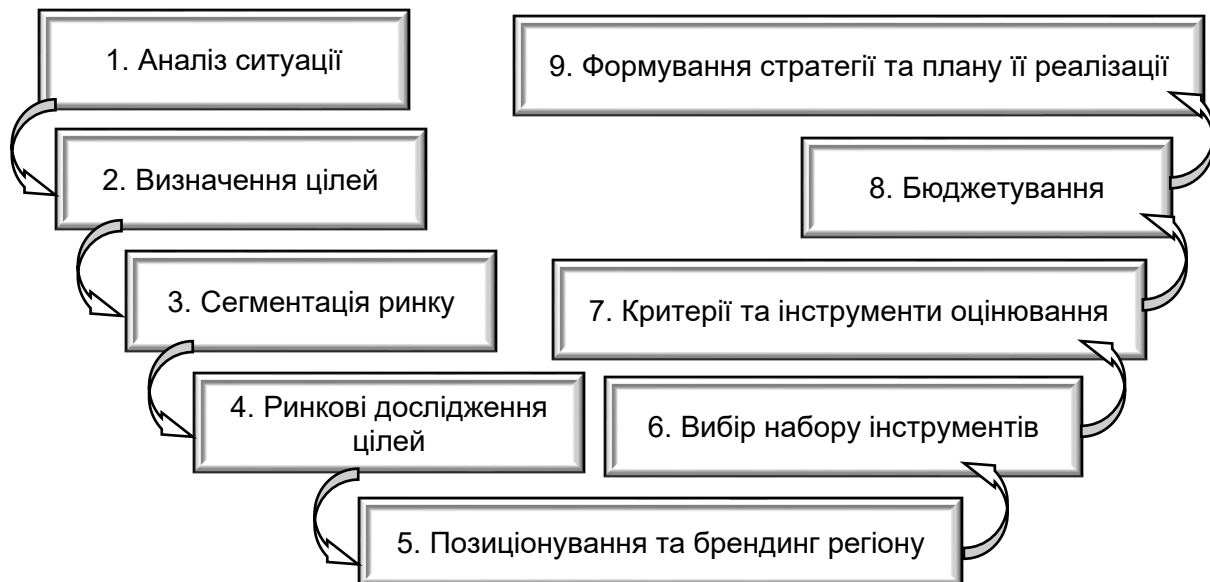 1. Аналіз ситуації
2. Визначення цілей
3. Сегментація ринку
4. Ринкові дослідження
цілей
5. Позиціонування та брендинг регіону
6. Вибір набору інструментів
7. Критерії та інструменти оцінювання
8. Бюджетування
9. Формування стратегії та плану її реалізації